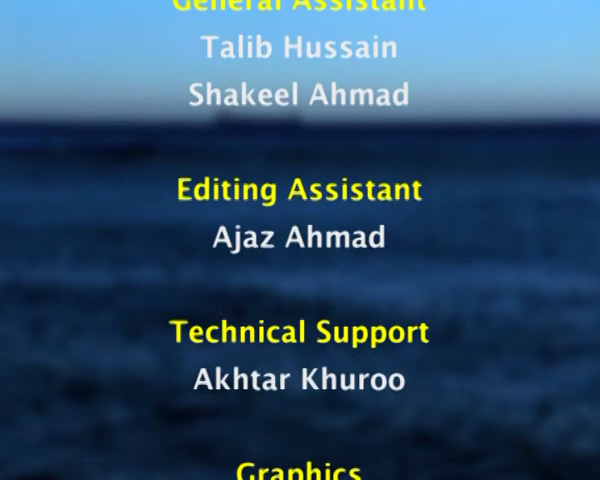 General Assistant
Talib Hussain
Shakeel Ahmad
Editing Assistant
Ajaz Ahmad
Technical Support
Akhtar Khuroo
Graphics